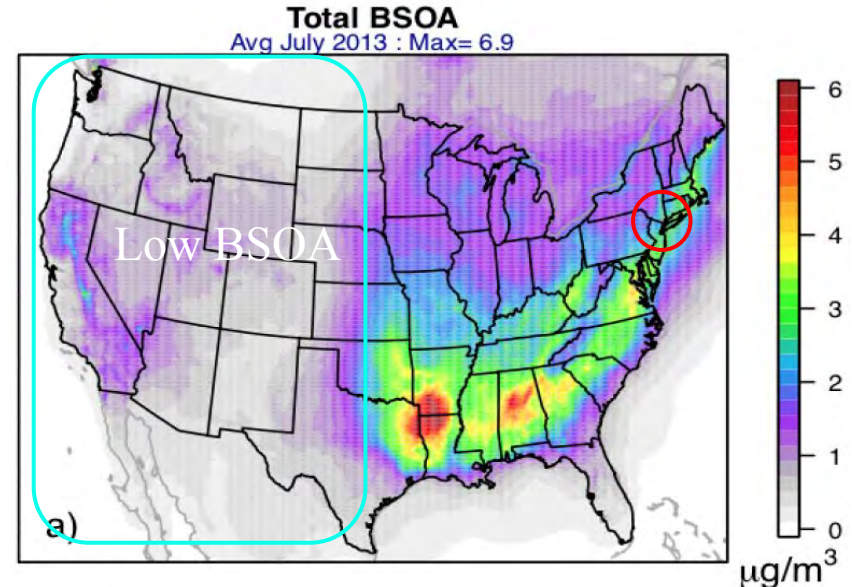 Total BSOA
Avg July 2013 : Max= 6.9
Low BSOA
a)
6
5
4
3
2
1
0
μg/m³